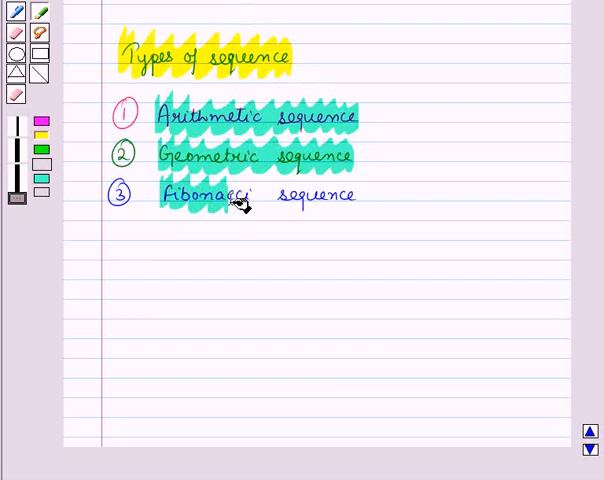 Types of sequence
1 Arithmetic sequence
2 Geometric sequence
3 Fibonacci sequence